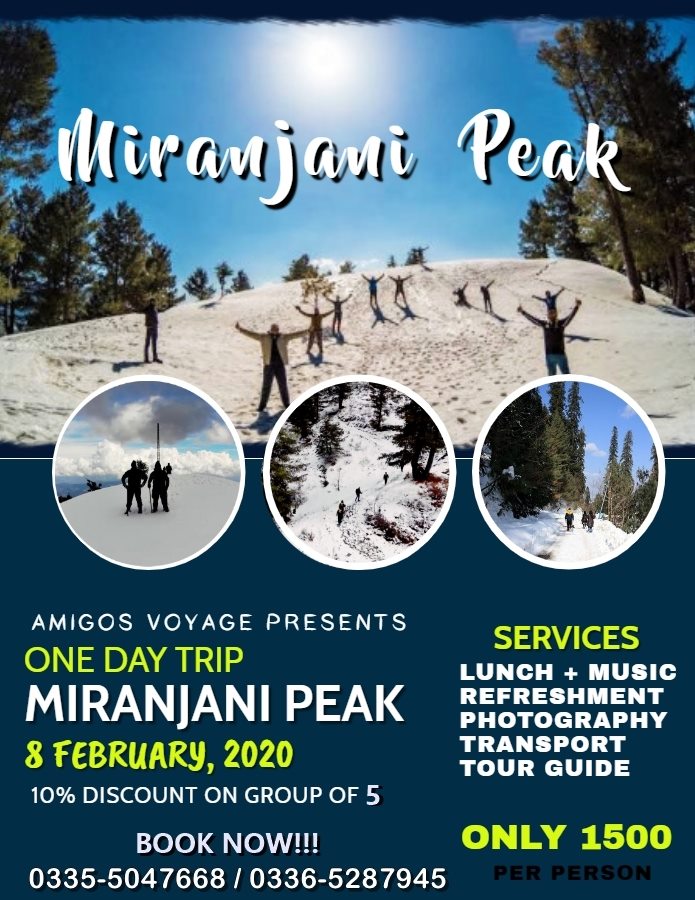 Miranjani Peak
AMIGOS VOYAGE PRESENTS
ONE DAY TRIP
MIRANJANI PEAK
8 FEBRUARY, 2020
10% DISCOUNT ON GROUP OF 5
BOOK NOW!!!
0335-5047668 / 0336-5287945
SERVICES
LUNCH + MUSIC
REFRESHMENT
PHOTOGRAPHY
TRANSPORT
TOUR GUIDE
ONLY 1500
PER PERSON